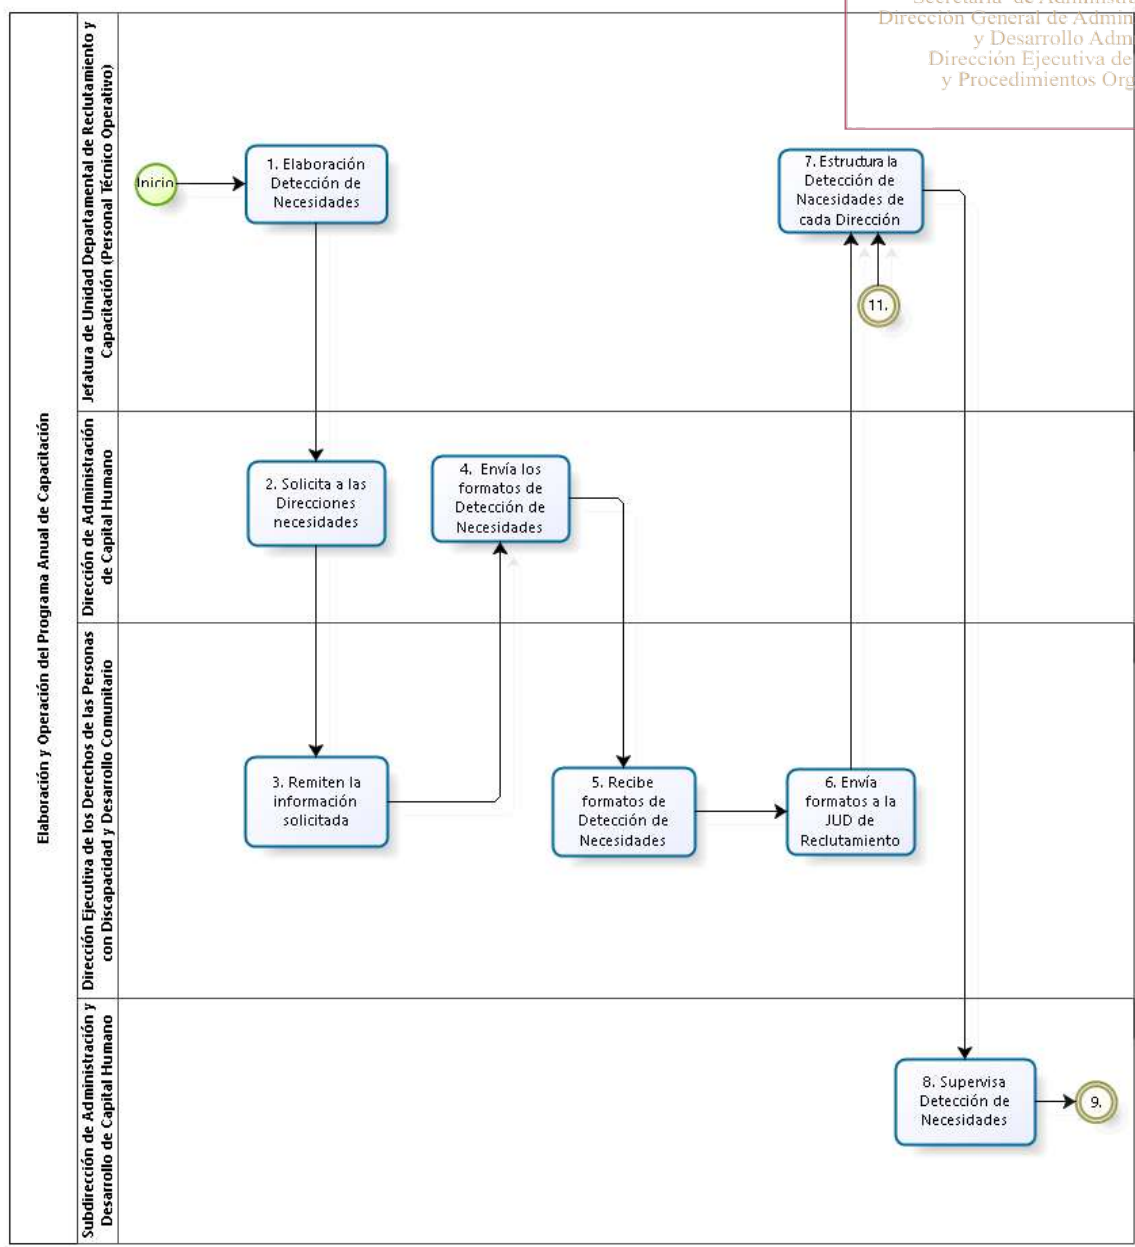 Dirección General de Admin
y Desarrollo Adm
Dirección Ejecutiva de
y Procedimientos Org
Elaboración y Operación del Programa Anual de Capacitación
Jefatura de Unidad Departamental de Reclutamiento y
Capacitación (Personal Técnico Operativo)
Inicio
1. Elaboración
Detección de
Necesidades
7. Estructura la
Detección de
Nacesidades de
cada Dirección
11.
Dirección de Administración
de Capital Humano
2. Solicita a las
Direcciones
necesidades
4. Envía los
formatos de
Detección de
Necesidades
Dirección Ejecutiva de los Derechos de las Personas
con Discapacidad y Desarrollo Comunitario
3. Remiten la
información
solicitada
5. Recibe
formatos de
Detección de
Necesidades
6. Envía
formatos a la
JUD de
Reclutamiento
Subdirección de Administración y
Desarrollo de Capital Humano
8. Supervisa
Detección de
Necesidades
9.